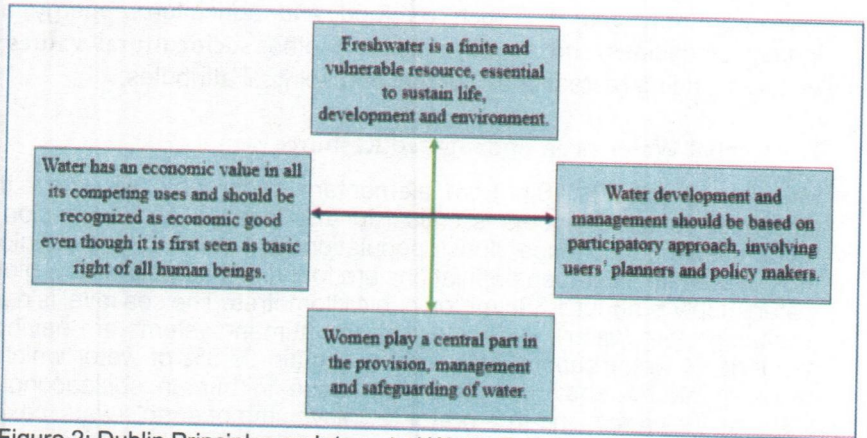 Freshwater is a finite and
vulnerable resource, essential
to sustain life,
development and environment.
Water has an economic value in all
its competing uses and should be
recognized as economic good
even though it is first seen as basic
right of all human beings.
Water development and
management should be based on
participatory approach, involving
users' planners and policy makers.
Women play a central part in
the provision, management
and safeguarding of water.
Figure 2: Dublin Principles